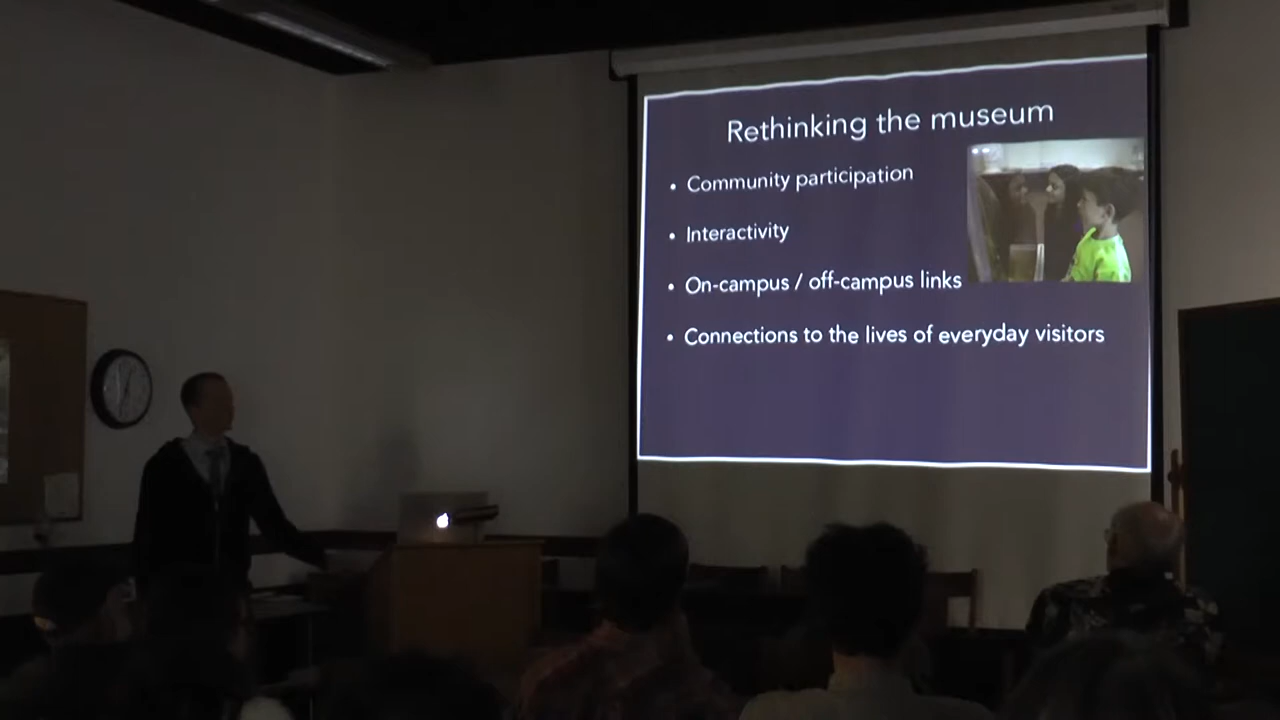 Rethinking the museum
• Community participation
• Interactivity
• On-campus / off-campus links
• Connections to the lives of everyday visitors